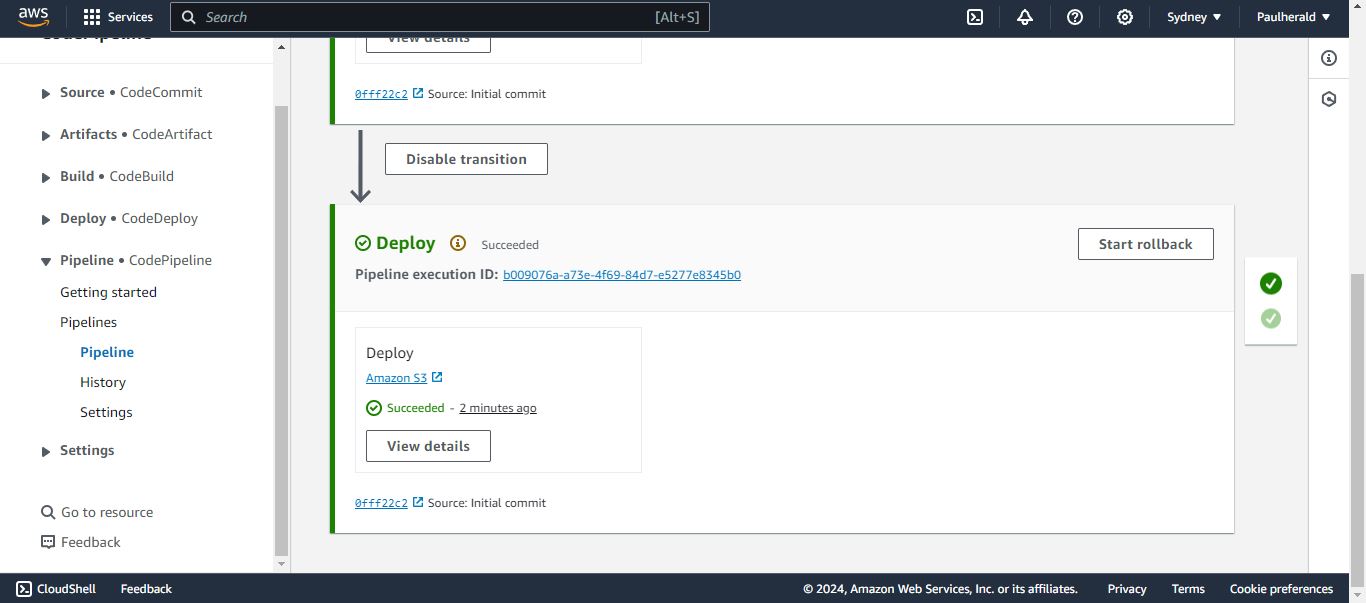 aws
Services
Search
[Alt+S]
Sydney
Paulherald
CodePipeline
Source • CodeCommit
Artifacts • CodeArtifact
Build • CodeBuild
Deploy • CodeDeploy
Pipeline • CodePipeline
Getting started
Pipelines
Pipeline
History
Settings
Settings
Go to resource
Feedback
View details
0fff22c2 Source: Initial commit
Disable transition
Deploy Succeeded
Start rollback
Pipeline execution ID: b009076a-a73e-4f69-84d7-e5277e8345b0
Deploy
Amazon S3
Succeeded - 2 minutes ago
View details
0fff22c2 Source: Initial commit
CloudShell Feedback © 2024, Amazon Web Services, Inc. or its affiliates. Privacy Terms Cookie preferences